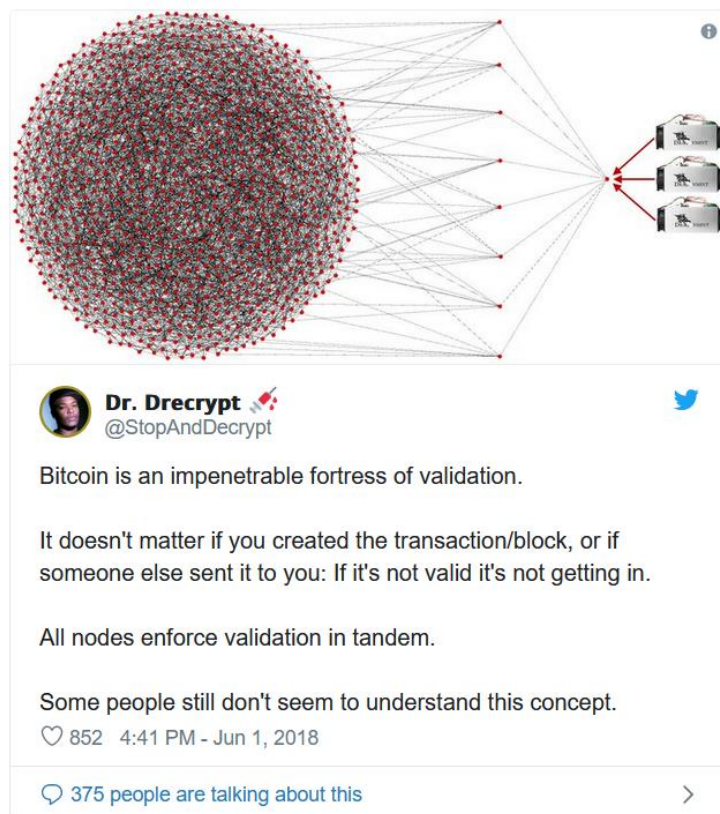 Dr. Drecrypt
@StopAndDecrypt
Bitcoin is an impenetrable fortress of validation.
It doesn't matter if you created the transaction/block, or if
someone else sent it to you: If it's not valid it's not getting in.
All nodes enforce validation in tandem.
Some people still don't seem to understand this concept.
852 4:41 PM - Jun 1, 2018
375 people are talking about this